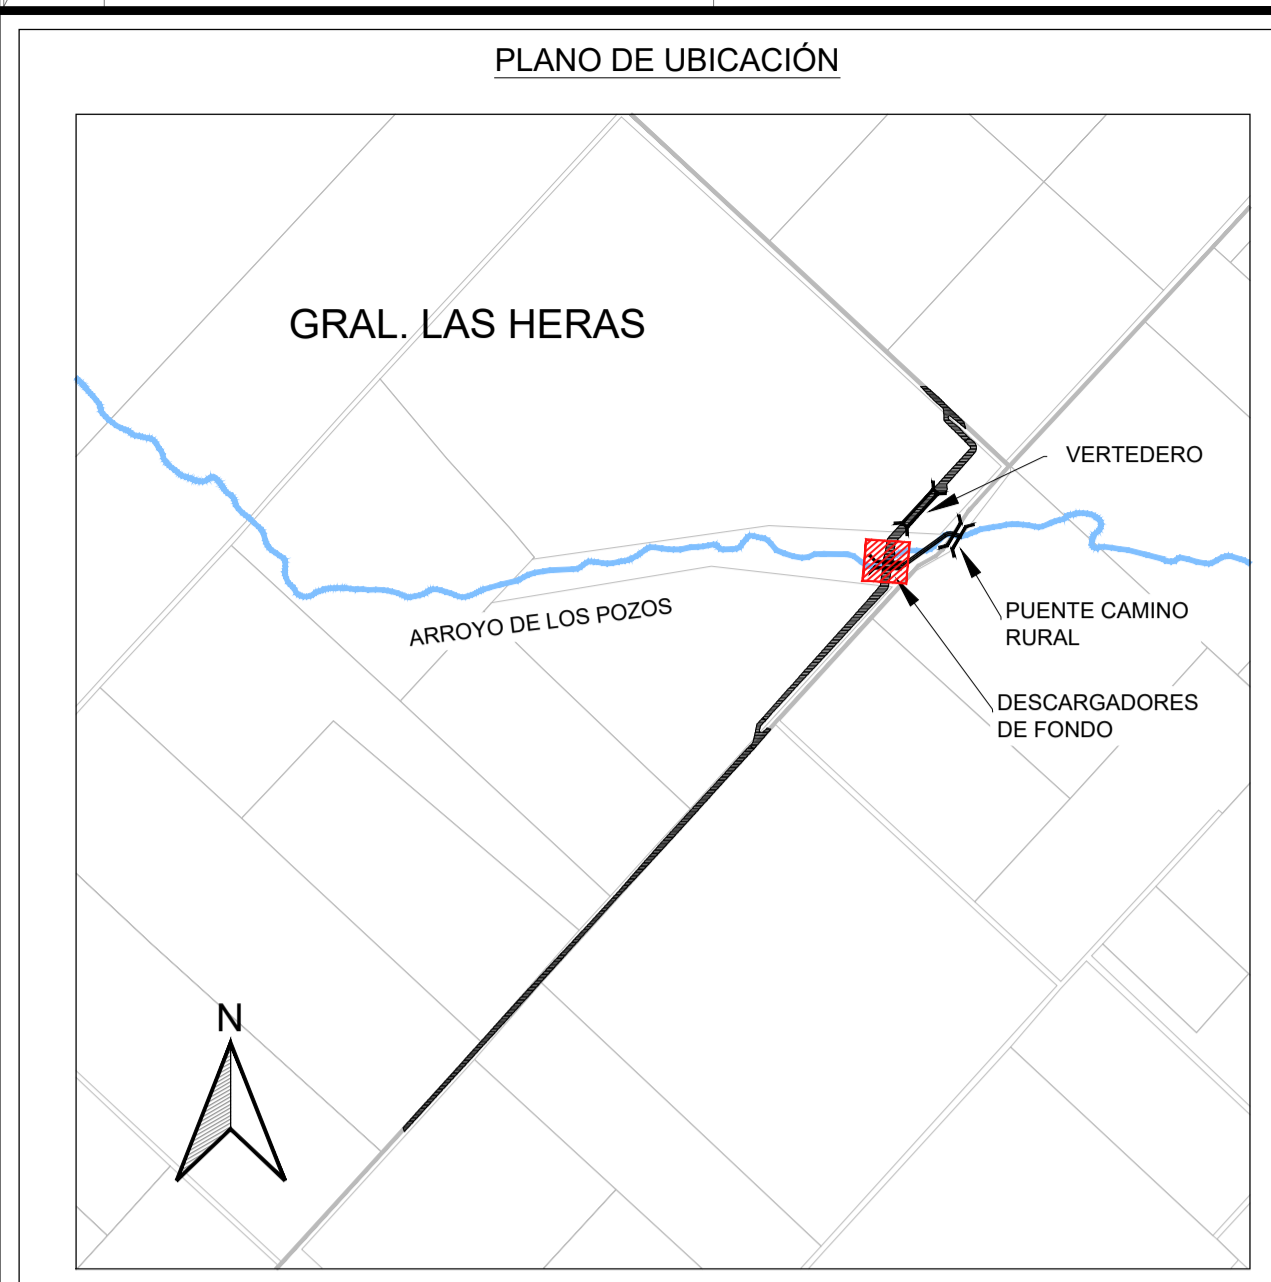 PLANO DE UBICACIÓN
GRAL. LAS HERAS
VERTEDERO
ARROYO DE LOS POZOS
PUENTE CAMINO
RURAL
DESCARGADORES
DE FONDO
N